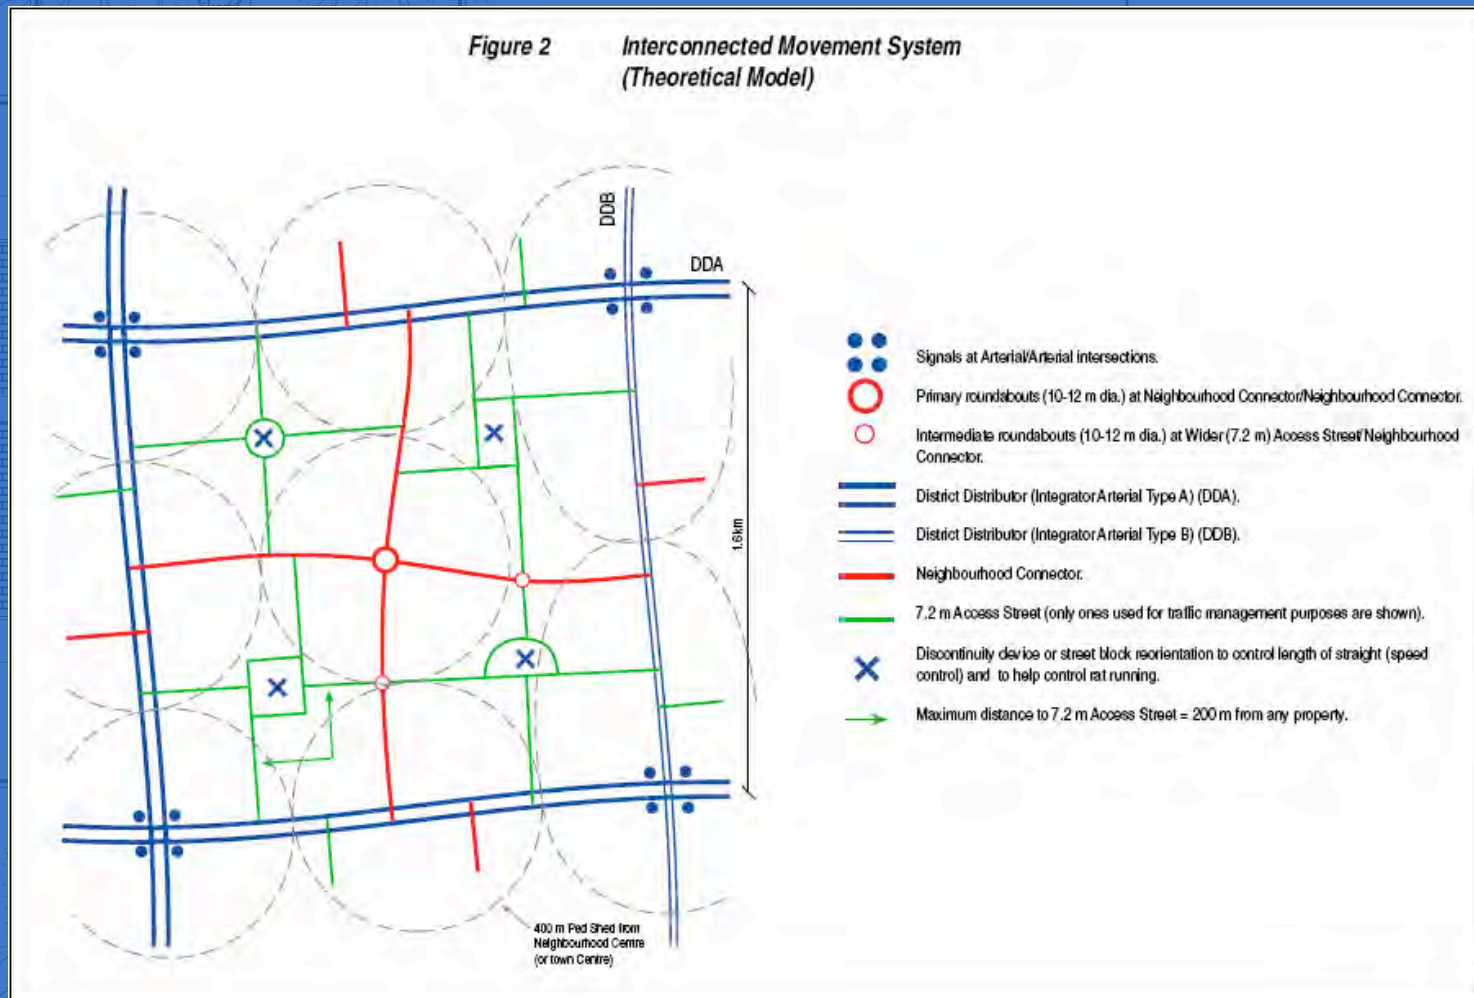 Figure 2 Interconnected Movement System
(Theoretical Model)
DDB
DDA
1.6km
Signals at Arterial/Arterial intersections.
Primary roundabouts (10-12 m dia.) at Neighbourhood Connector/Neighbourhood Connector.
Intermediate roundabouts (10-12 m dia.) at Wider (7.2 m) Access Street/Neighbourhood
Connector.
District Distributor (Integrator Arterial Type A) (DDA).
District Distributor (Integrator Arterial Type B) (DDB).
Neighbourhood Connector.
7.2 m Access Street (only ones used for traffic management purposes are shown).
Discontinuity device or street block reorientation to control length of straight (speed
control) and to help control rat running.
Maximum distance to 7.2 m Access Street = 200 m from any property.
400 m Ped Shed from
Neighbourhood Centre
(or town Centre)